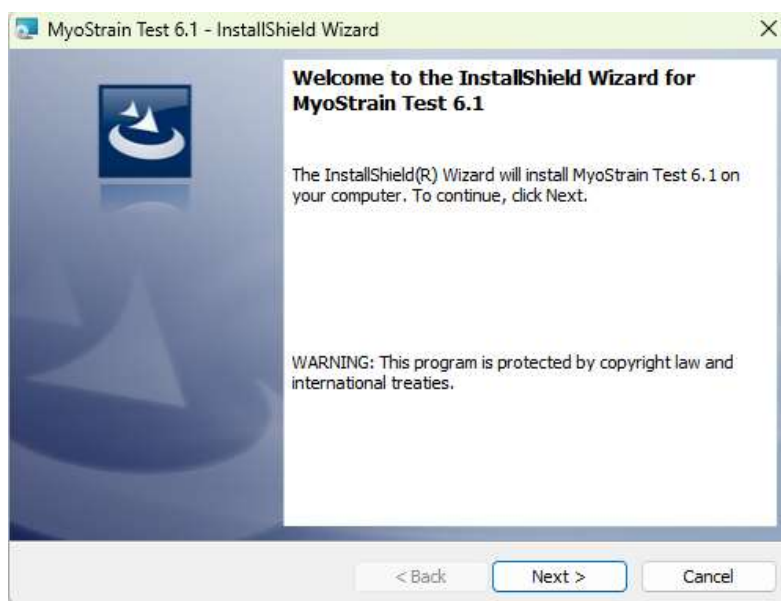 MyoStrain Test 6.1 - InstallShield Wizard
Welcome to the InstallShield Wizard for
MyoStrain Test 6.1
The InstallShield(R) Wizard will install MyoStrain Test 6.1 on
your computer. To continue, click Next.
WARNING: This program is protected by copyright law and
international treaties.
< Back Next > Cancel